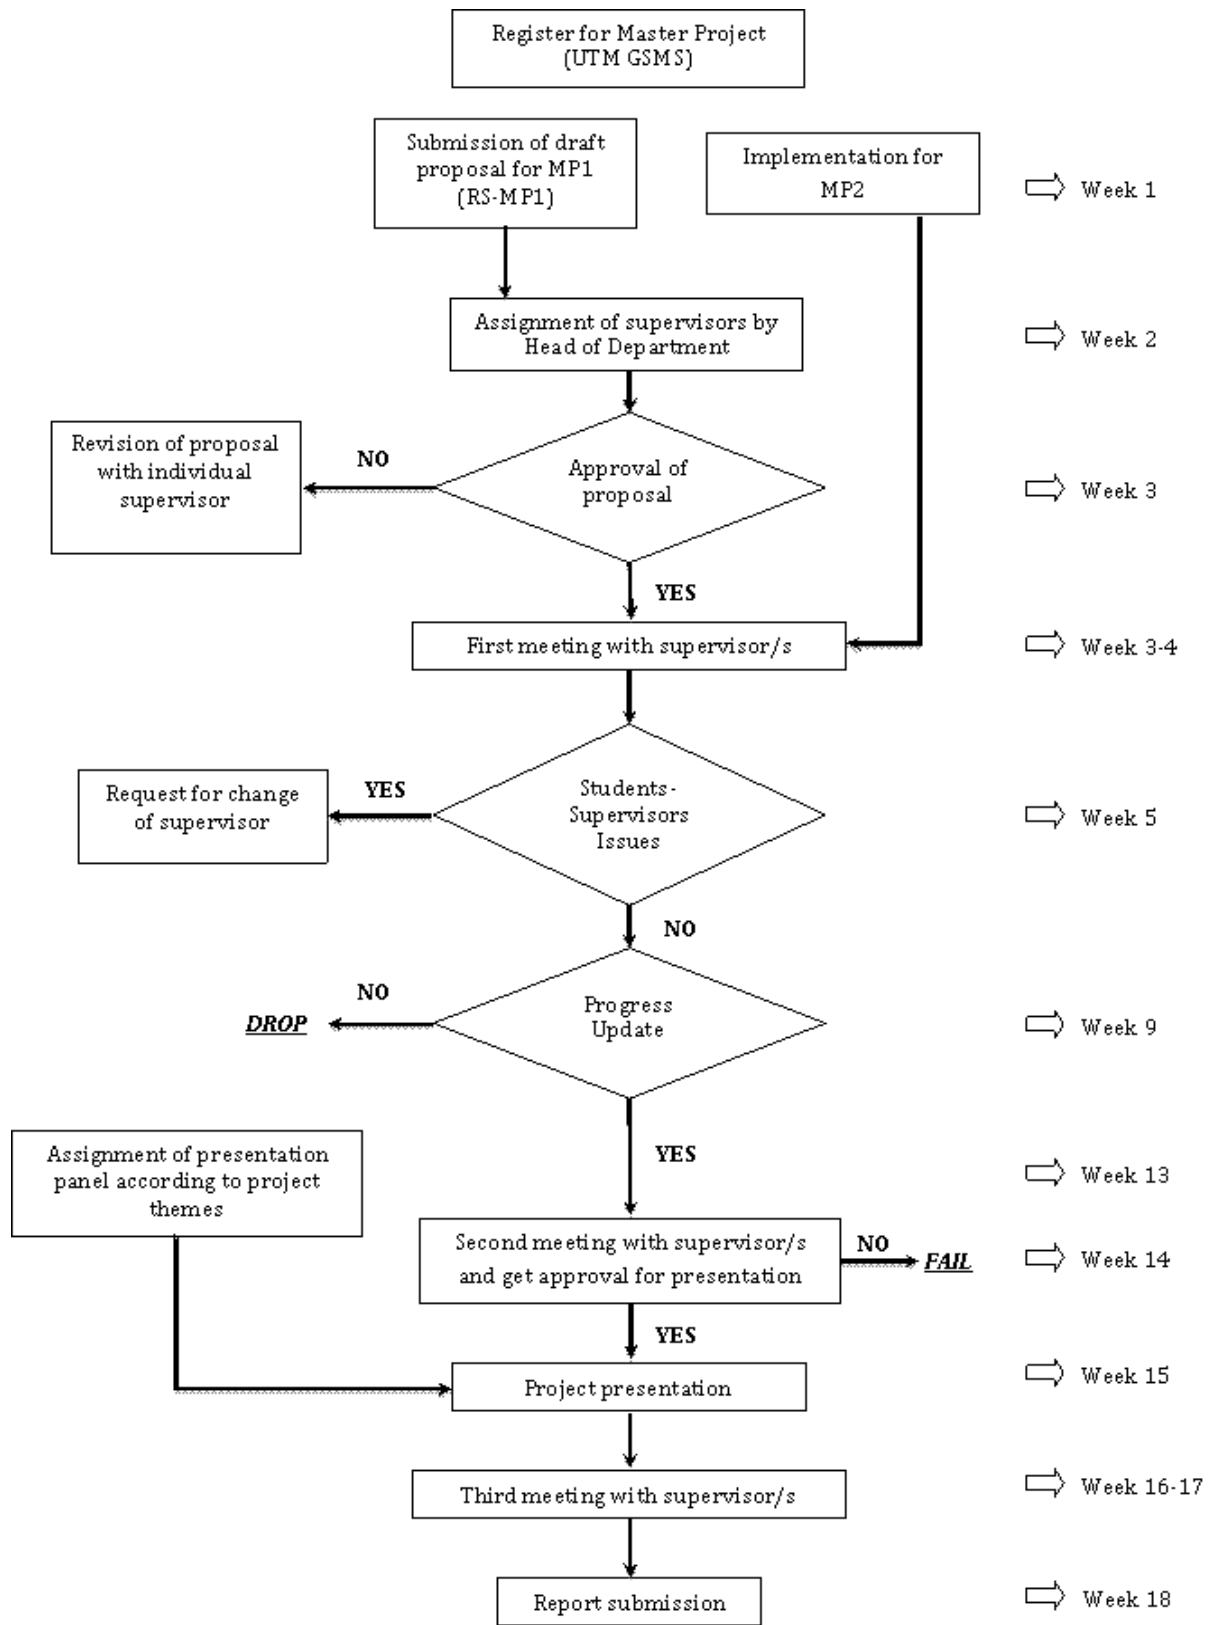 Register for Master Project
(UTM GSMS)
Submission of draft
proposal for MP1
(RS-MP1)
Implementation for
MP2
Week 1
Assignment of supervisors by
Head of Department
Week 2
Revision of proposal
with individual
supervisor
NO
Approval of
proposal
Week 3
YES
First meeting with supervisor/s
Week 3-4
Request for change
of supervisor
YES
Students-
Supervisors
Issues
Week 5
NO
DROP
NO
Progress
Update
Week 9
YES
Assignment of presentation
panel according to project
themes
Week 13
Second meeting with supervisor/s
and get approval for presentation
NO
FAIL
Week 14
YES
Project presentation
Week 15
Third meeting with supervisor/s
Week 16-17
Report submission
Week 18